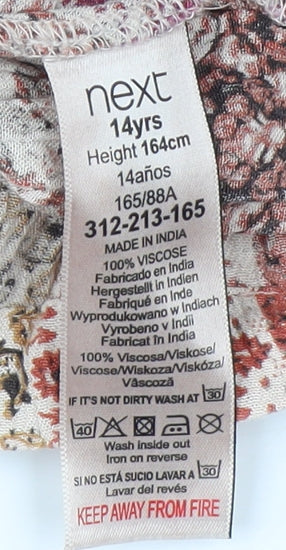 next
14yrs
Height 164cm
14años
165/88A
312-213-165
MADE IN INDIA
100% VISCOSE
Fabricado en India
Hergestellt in Indien
Fabriqué en Inde
Wyprodukowano w Indiach
Vyrobeno v Indii
Fabricat în India
100% Viscosa/Viskose/
Viscose/Wiskoza/Viskóza/
Vâscoză
IF IT'S NOT DIRTY WASH AT 30
40
Wash inside out
Iron on reverse
SI NO ESTÁ SUCIO LAVAR A 30
Lavar del revés
KEEP AWAY FROM FIRE